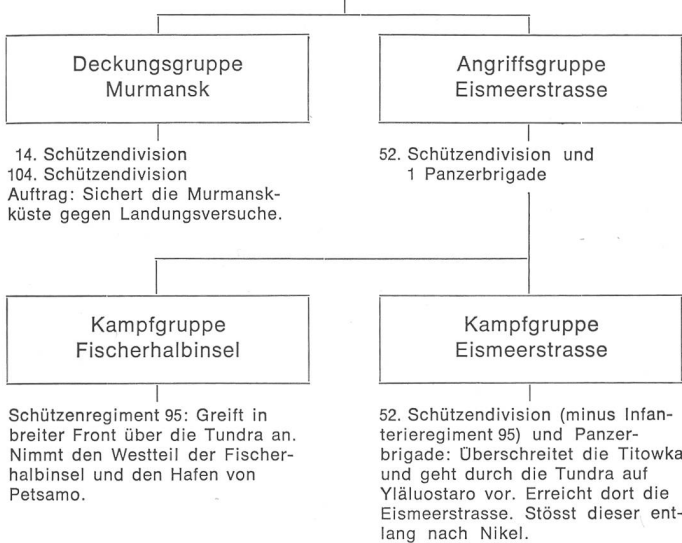 Deckungsgruppe
Murmansk
Angriffsgruppe
Eismeerstrasse
14. Schützendivision
104. Schützendivision
Auftrag: Sichert die Murmansk-
küste gegen Landungsversuche.
52. Schützendivision und
1 Panzerbrigade
Kampfgruppe
Fischerhalbinsel
Kampfgruppe
Eismeerstrasse
Schützenregiment 95: Greift in
breiter Front über die Tundra an.
Nimmt den Westteil der Fischer-
halbinsel und den Hafen von
Petsamo.
52. Schützendivision (minus Infan-
terieregiment 95) und Panzer-
brigade: Überschreitet die Titowka
und geht durch die Tundra auf
Yläluostaro vor. Erreicht dort die
Eismeerstrasse. Stösst dieser ent-
lang nach Nikel.